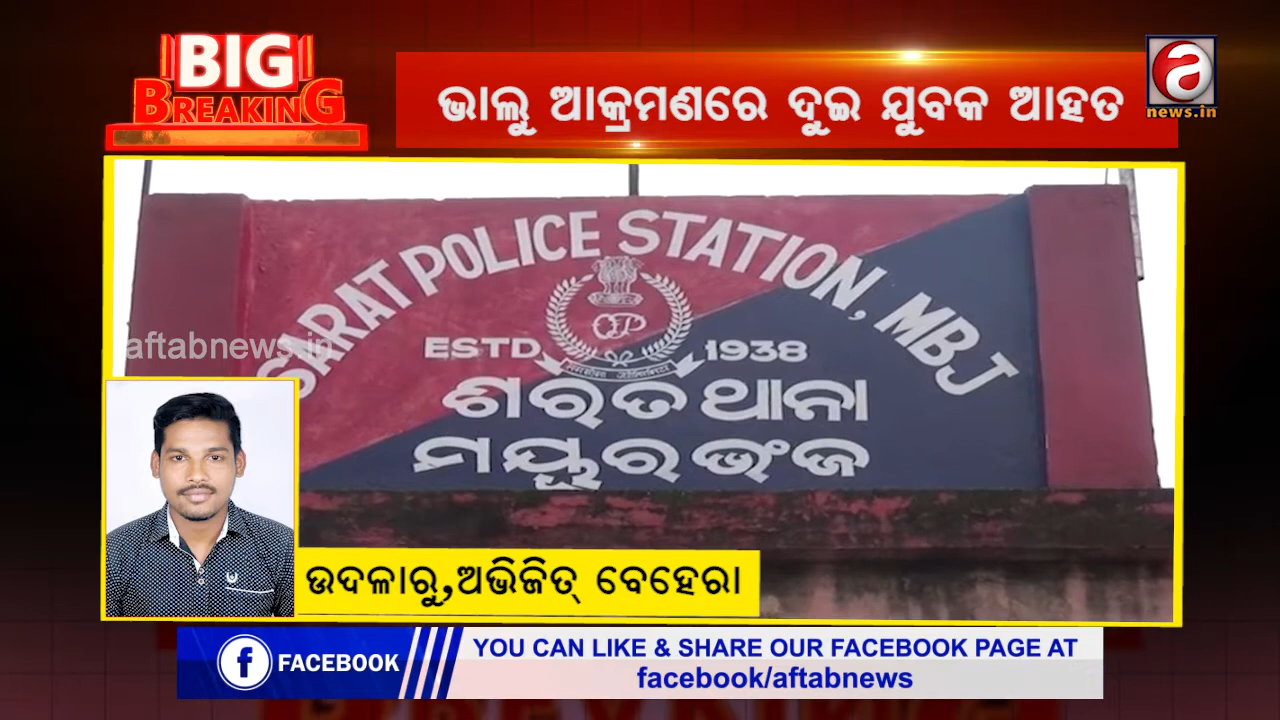 BIG
BREAKING
ଭାଲୁ ଆକ୍ରମଣରେ ଦୁଇ ଯୁବକ ଆହତ
a
news.in
SARAT POLICE STATION, MBJ
ESTD 1938
ଶରତ ଥାନା
ମୟୂରଭଂଜ
aftabnews.in
ଉଦଳାରୁ,ଅଭିଜିତ୍ ବେହେରା
f FACEBOOK
YOU CAN LIKE & SHARE OUR FACEBOOK PAGE AT
facebook/aftabnews